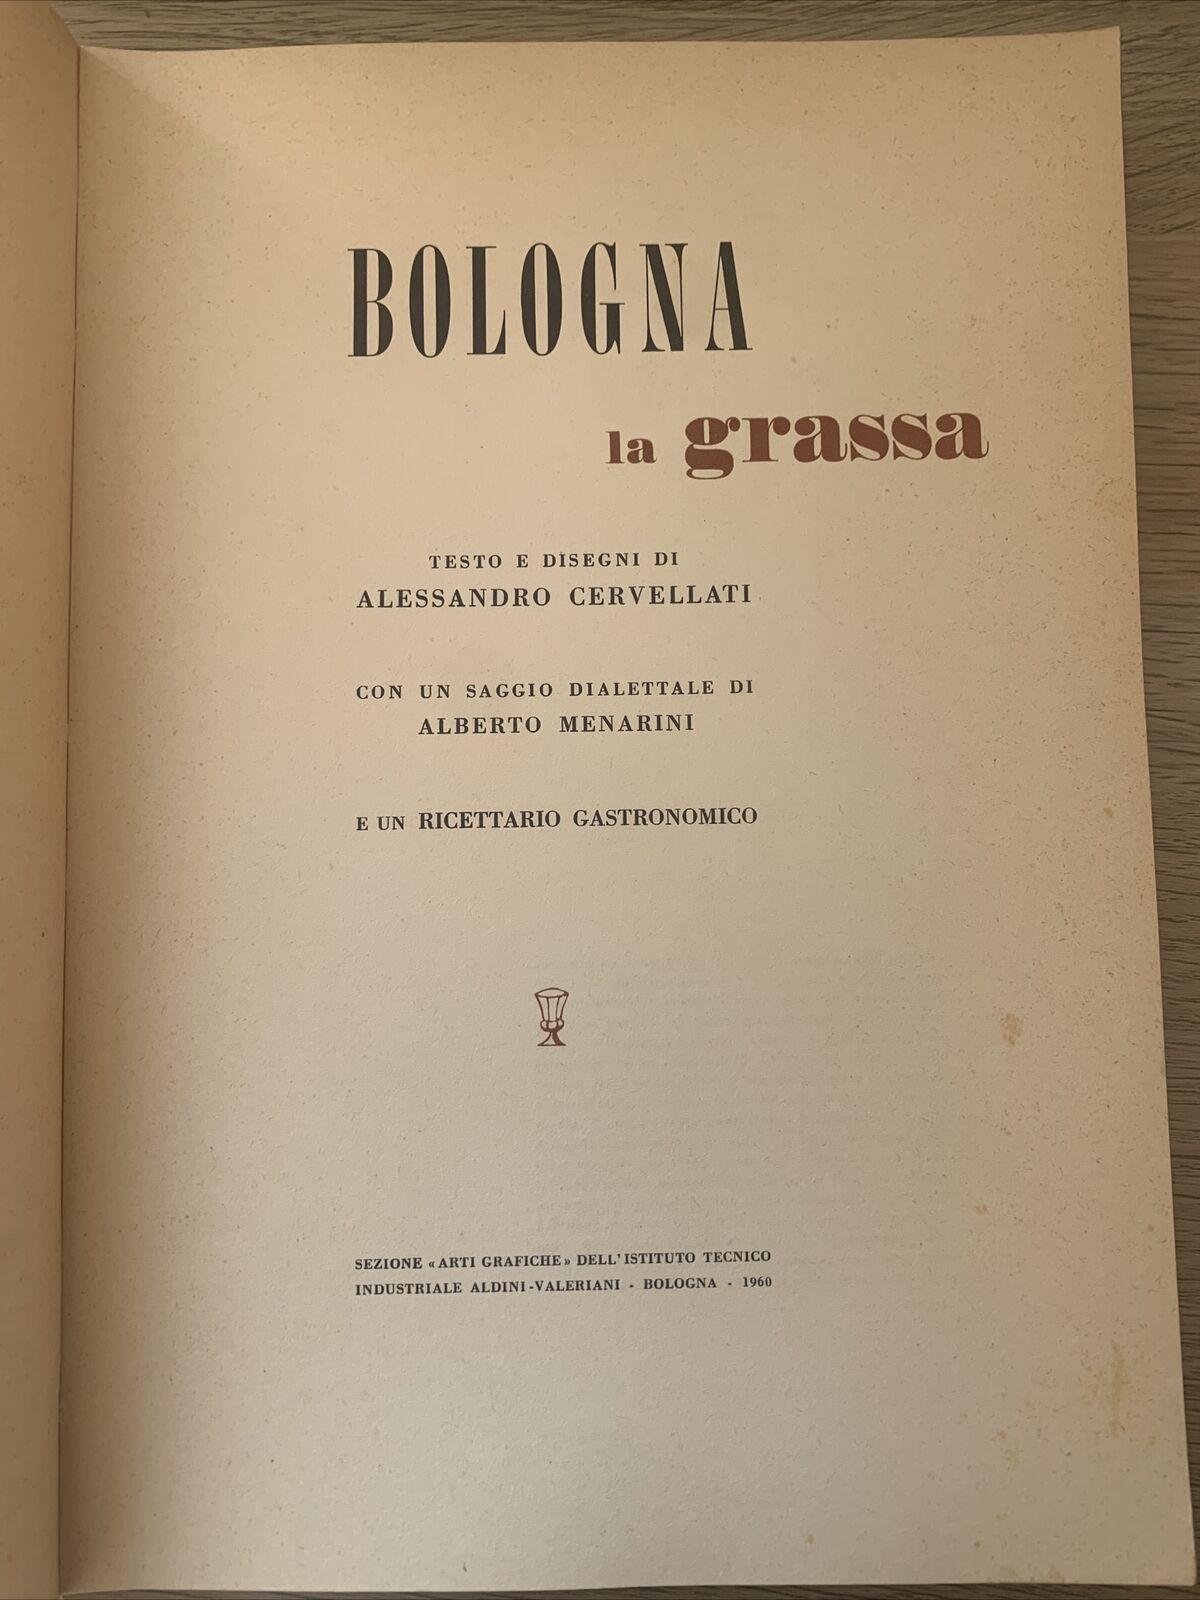 BOLOGNA
la grassa
TESTO E DISEGNI DI
ALESSANDRO CERVELLATI
CON UN SAGGIO DIALETTALE DI
ALBERTO MENARINI
E UN RICETTARIO GASTRONOMICO
SEZIONE «ARTI GRAFICHE» DELL'ISTITUTO TECNICO
INDUSTRIALE ALDINI-VALERIANI - BOLOGNA - 1960